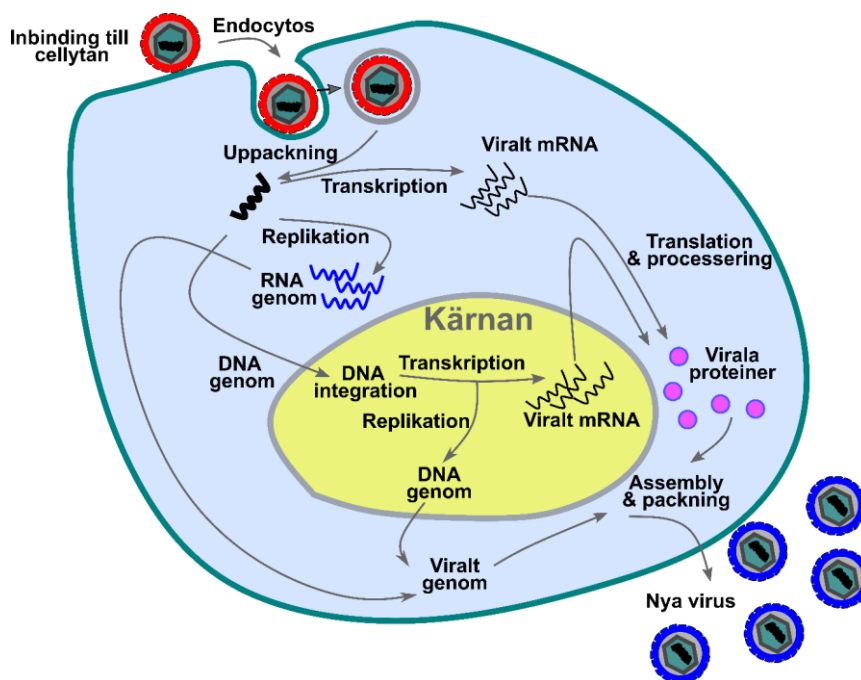 Endocytos
Inbinding till
cellytan
Uppackning
Viralt mRNA
Transkription
Replikation
Translation
& processering
RNA
genom
Kärnan
DNA
genom
DNA
integration
Transkription
Virala
proteiner
Replikation
Viralt mRNA
DNA
genom
Assembly
& packning
Viralt
genom
Nya virus